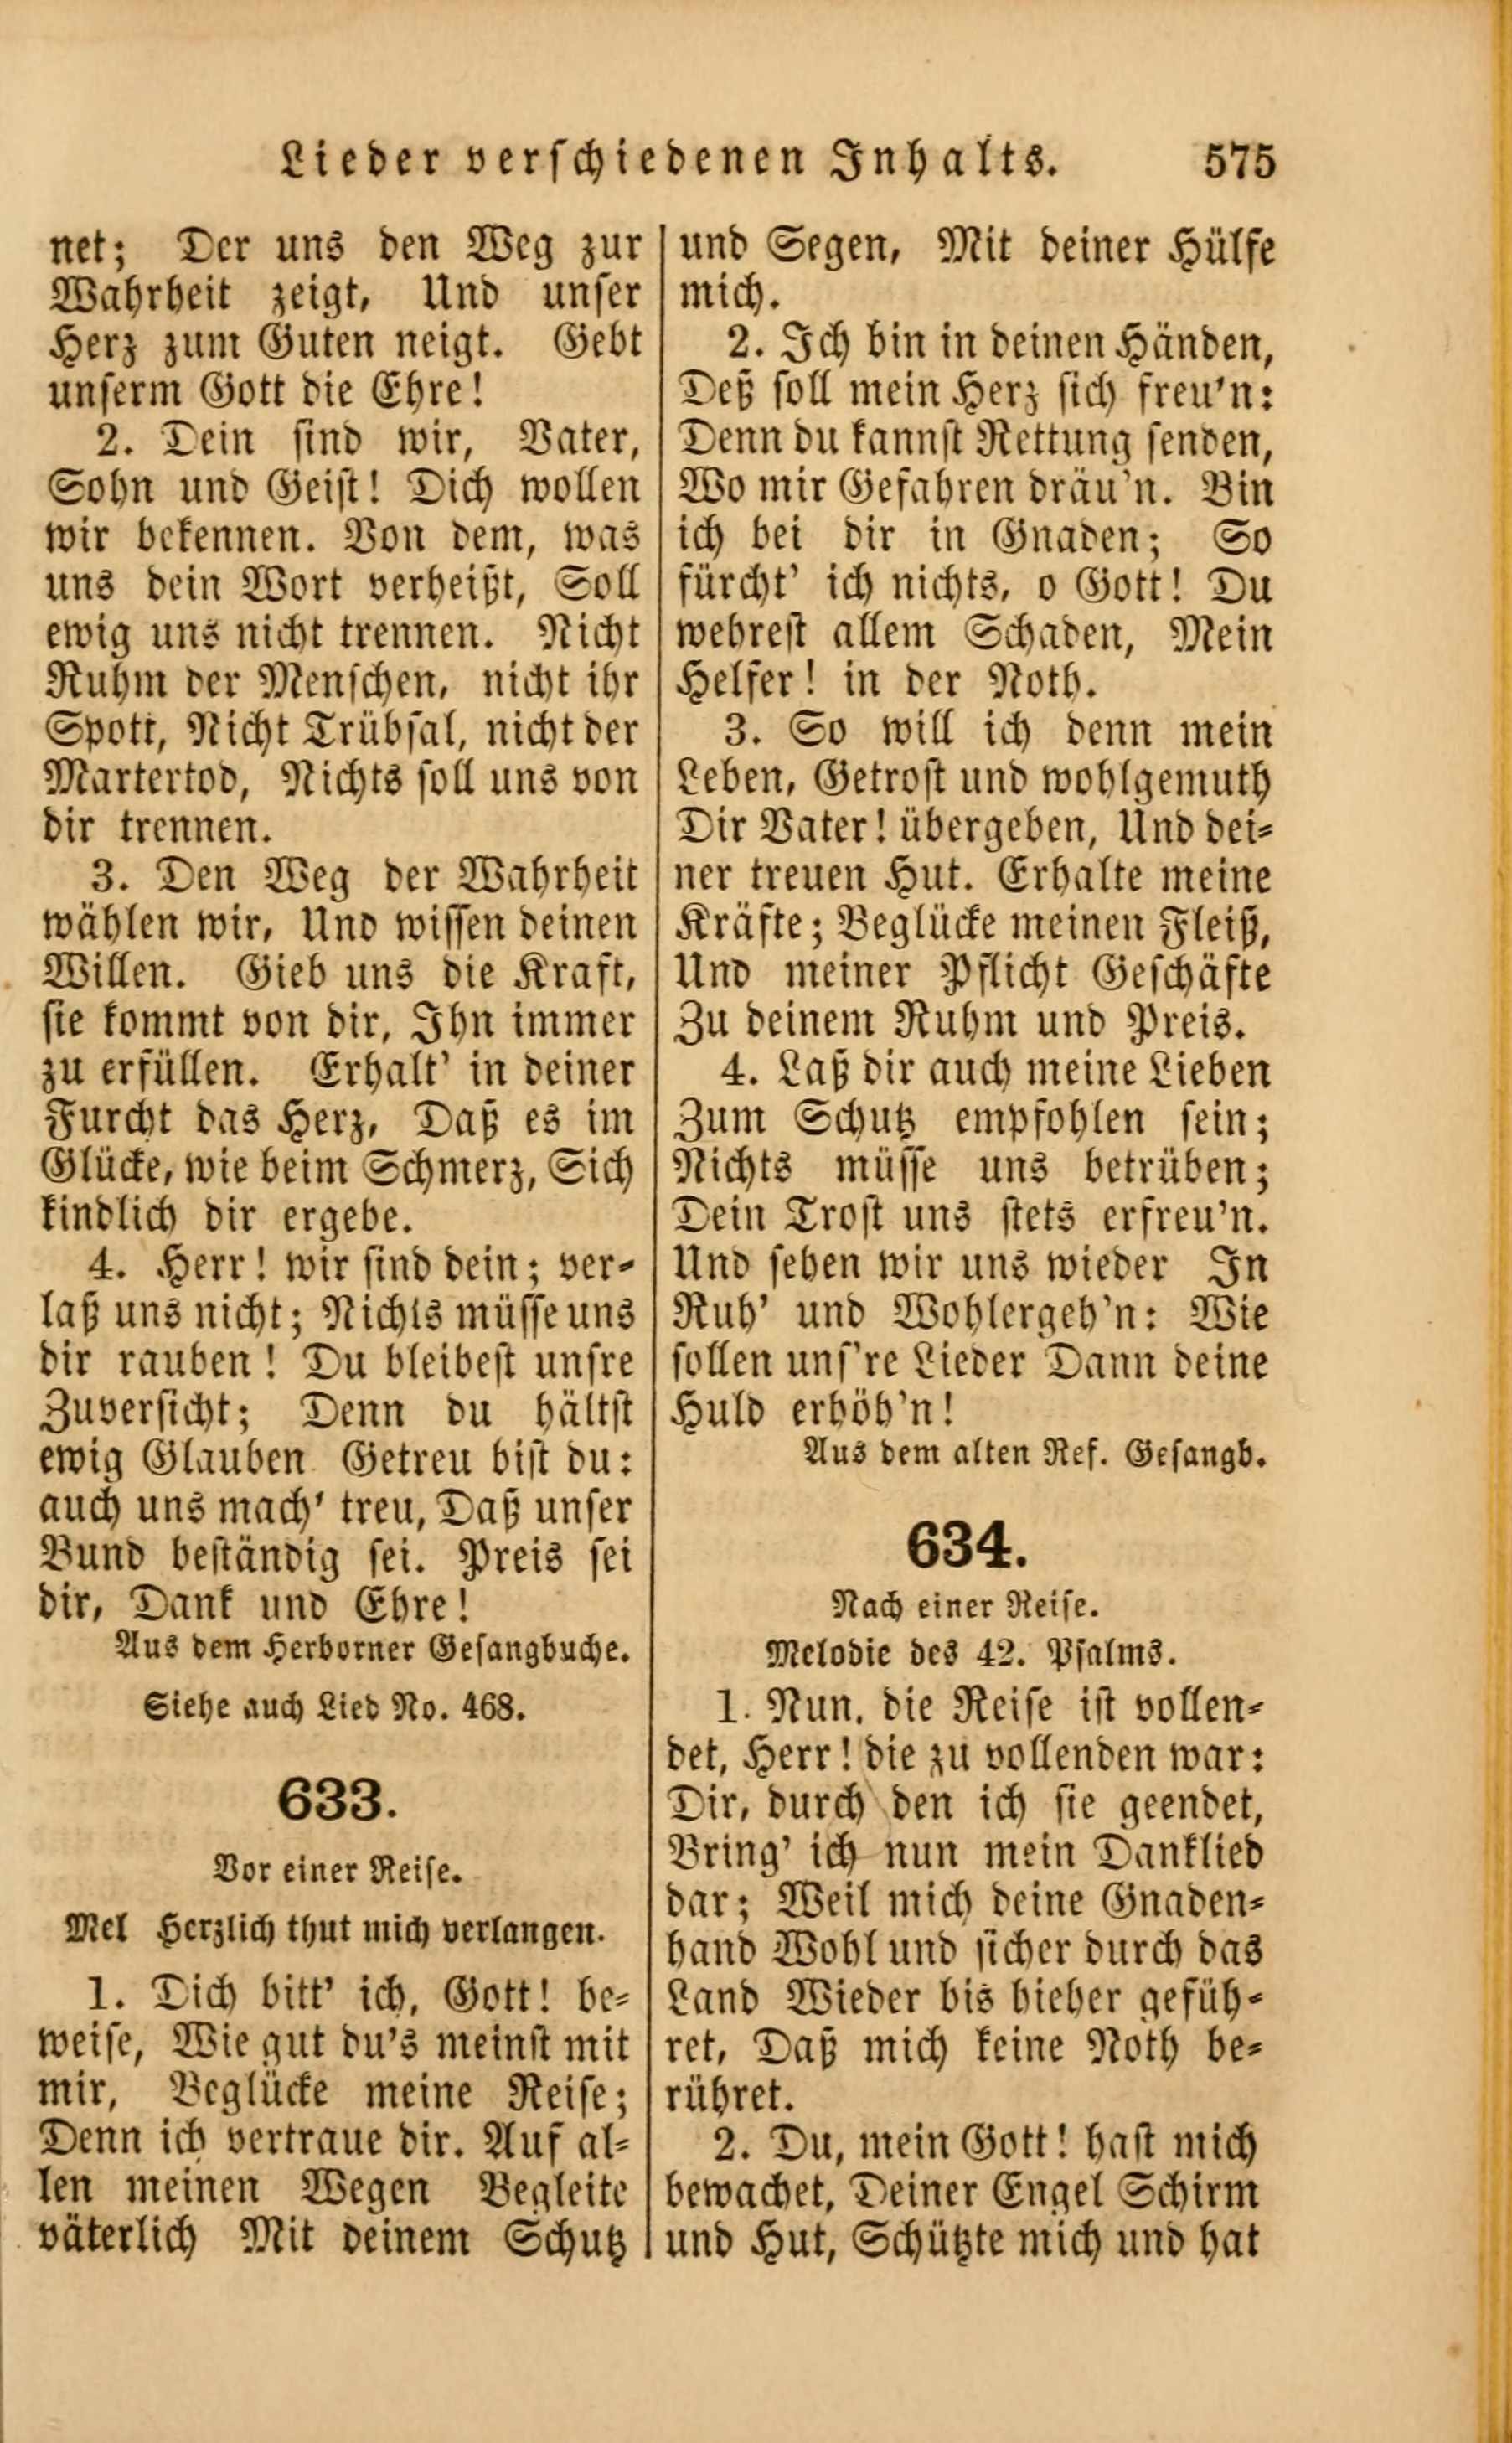 Lieder verschiedenen Inhalts. 575
net; Der uns den Weg zur
Wahrheit zeigt, Und unser
Herz zum Guten neigt. Gebt
unserm Gott die Ehre!
2. Dein sind wir, Vater,
Sohn und Geist! Dich wollen
wir bekennen. Von dem, was
uns dein Wort verheißt, Soll
ewig uns nicht trennen. Nicht
Ruhm der Menschen, nicht ihr
Spott, Nicht Trübsal, nicht der
Martertod, Nichts soll uns von
dir trennen.
3. Den Weg der Wahrheit
wählen wir, Und wissen deinen
Willen. Gieb uns die Kraft,
sie kommt von dir, Ihn immer
zu erfüllen. Erhalt' in deiner
Furcht das Herz, Daß es im
Glücke, wie beim Schmerz, Sich
kindlich dir ergebe.
4. Herr! wir sind dein; ver-
laß uns nicht; Nichts müsse uns
dir rauben! Du bleibest unsre
Zuversicht; Denn du hältst
ewig Glauben Getreu bist du:
auch uns mach' treu, Daß unser
Bund beständig sei. Preis sei
dir, Dank und Ehre!
Aus dem Herborner Gesangbuche.
Siehe auch Lied No. 468.
633.
Vor einer Reise.
Mel Herzlich thut mich verlangen.
1. Dich bitt' ich, Gott! be-
weise, Wie gut du's meinst mit
mir, Beglücke meine Reise;
Denn ich vertraue dir. Auf al-
len meinen Wegen Begleite
väterlich Mit deinem Schutz
und Segen, Mit deiner Hülfe
mich.
2. Ich bin in deinen Händen,
Deß soll mein Herz sich freu'n:
Denn du kannst Rettung senden,
Wo mir Gefahren dräu'n. Bin
ich bei dir in Gnaden; So
fürcht' ich nichts, o Gott! Du
wehrest allem Schaden, Mein
Helfer! in der Noth.
3. So will ich denn mein
Leben, Getrost und wohlgemuth
Dir Vater! übergeben, Und dei-
ner treuen Hut. Erhalte meine
Kräfte; Beglücke meinen Fleiß,
Und meiner Pflicht Geschäfte
Zu deinem Ruhm und Preis.
4. Laß dir auch meine Lieben
Zum Schutz empfohlen sein;
Nichts müsse uns betrüben;
Dein Trost uns stets erfreu'n.
Und sehen wir uns wieder In
Ruh' und Wohlergeh'n: Wie
sollen uns're Lieder Dann deine
Huld erhöh'n!
Aus dem alten Ref. Gesangb.
634.
Nach einer Reise.
Melodie des 42. Psalms.
1. Nun, die Reise ist vollen-
det, Herr! die zu vollenden war:
Dir, durch den ich sie geendet,
Bring' ich nun mein Danklied
dar; Weil mich deine Gnaden-
hand Wohl und sicher durch das
Land Wieder bis hieher gefüh-
ret, Daß mich keine Noth be-
rühret.
2. Du, mein Gott! hast mich
bewachet, Deiner Engel Schirm
und Hut, Schützte mich und hat